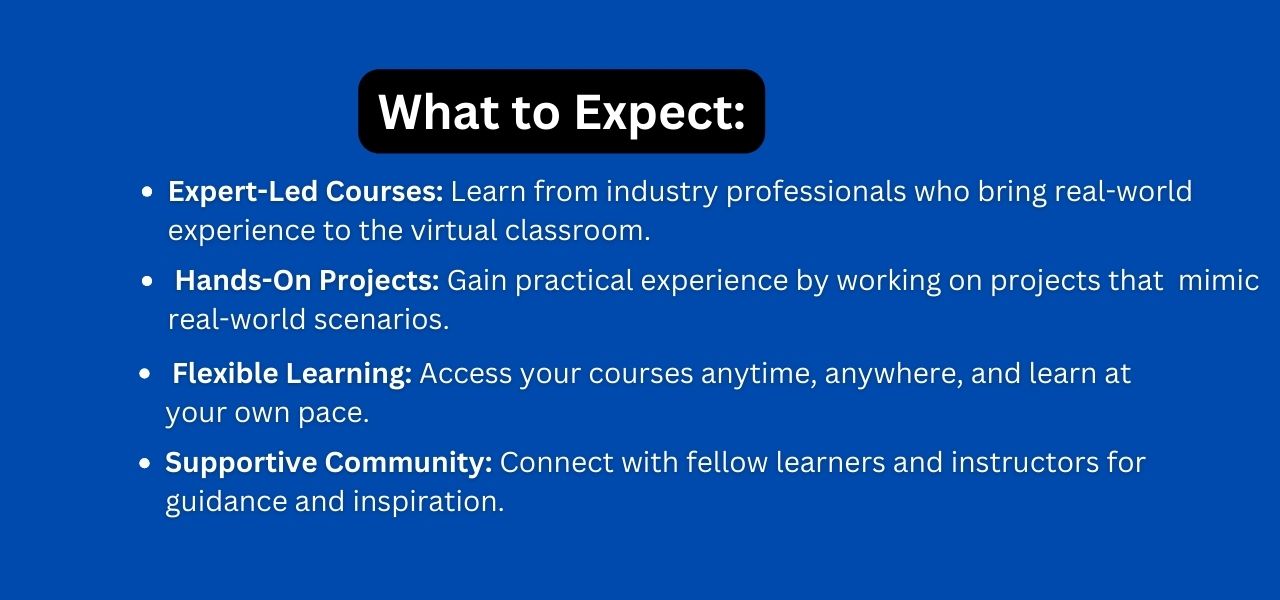 What to Expect:
• Expert-Led Courses: Learn from industry professionals who bring real-world
experience to the virtual classroom.
• Hands-On Projects: Gain practical experience by working on projects that  mimic
real-world scenarios.
• Flexible Learning: Access your courses anytime, anywhere, and learn at
your own pace.
• Supportive Community: Connect with fellow learners and instructors for
guidance and inspiration.